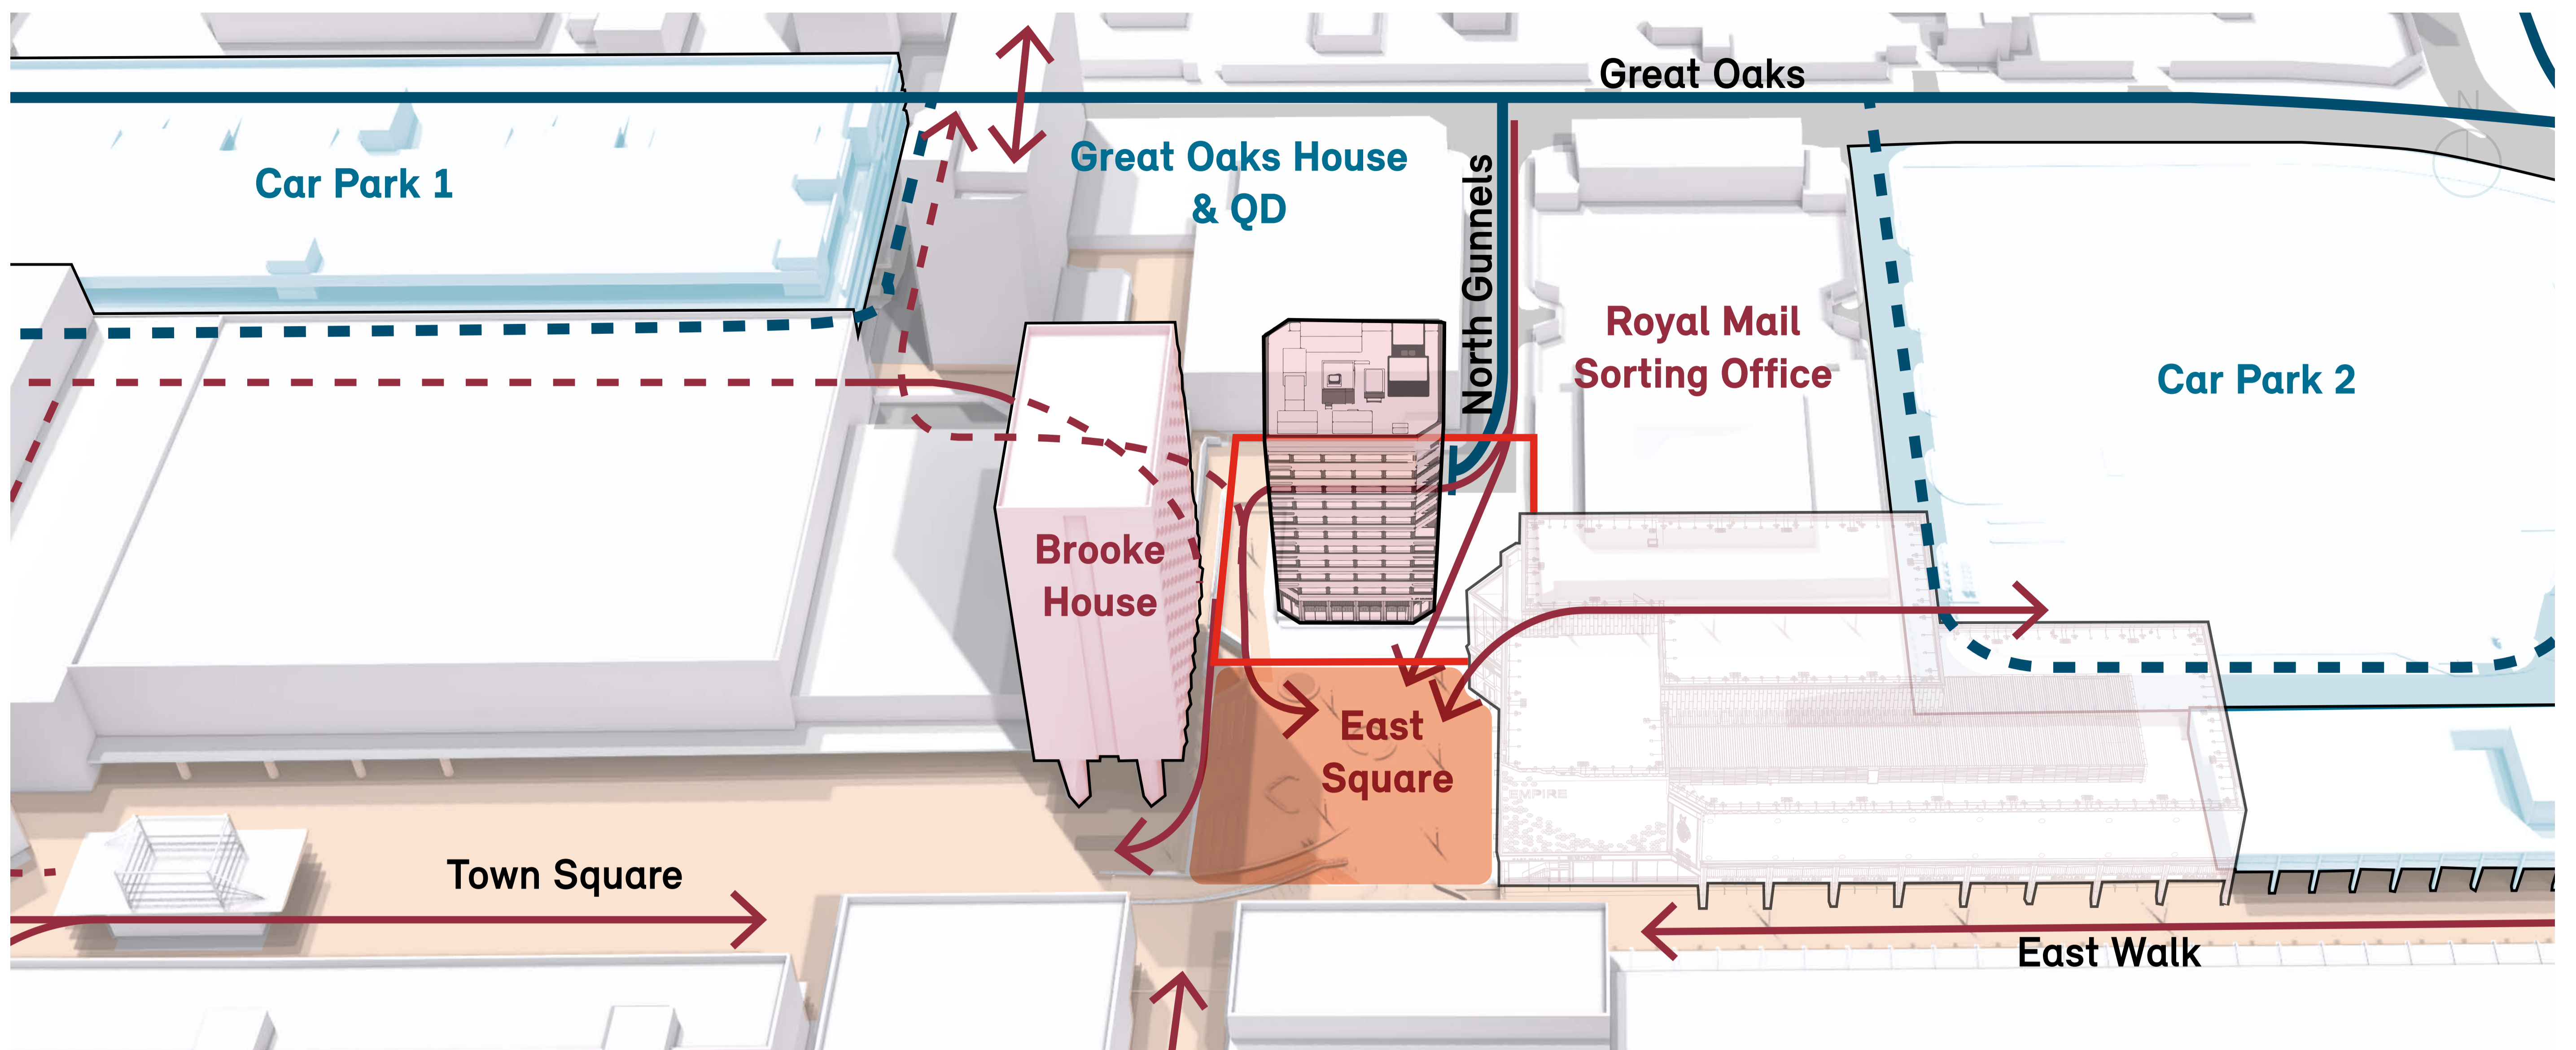 Great Oaks
N
Car Park 1
Great Oaks House
& QD
North Gunnels
Royal Mail
Sorting Office
Car Park 2
Brooke
House
East
Square
EMPIRE
Town Square
East Walk